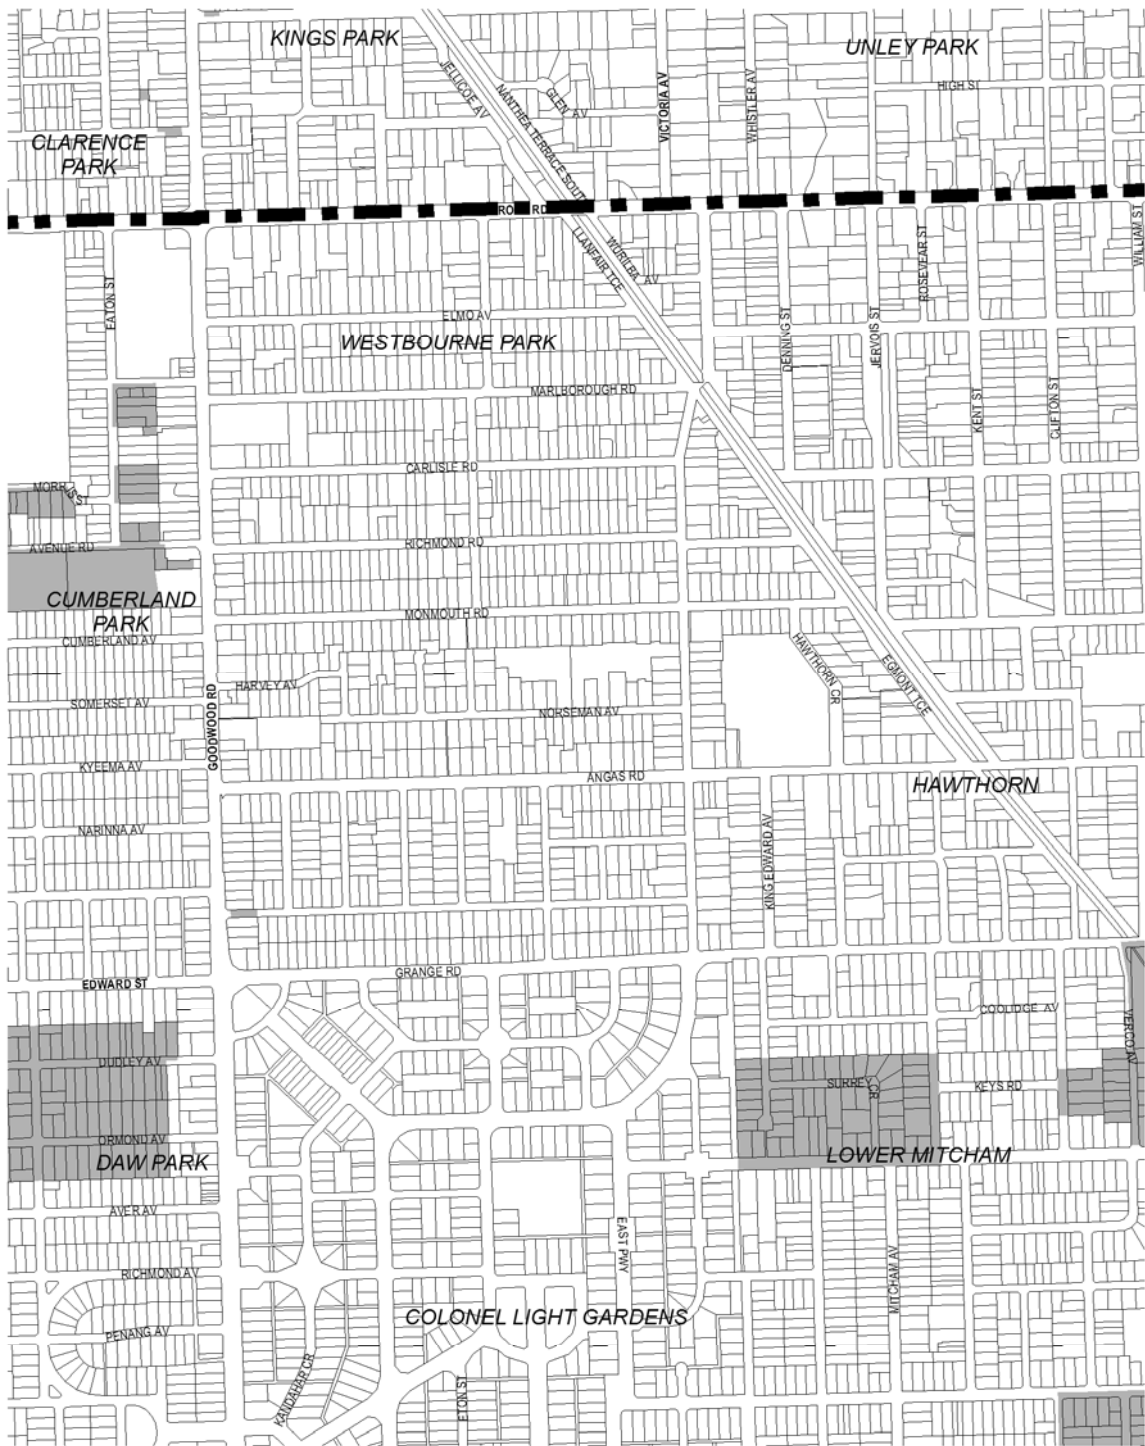 KINGS PARK
UNLEY PARK
JELLICOE AV
NANTHEA TERRACE SOUTH
GLEN AV
VICTORIA AV
WHISTLER AV
HIGH ST
CLARENCE
PARK
RD
WILLIAM ST
LLANFAIR TCE
WURILBA AV
ROSEVEAR ST
EATON ST
ELMO AV
DENNING ST
JERVOIS ST
WESTBOURNE PARK
MARLBOROUGH RD
KENT ST
CLIFTON ST
CARLISLE RD
MORRIS ST
RICHMOND RD
AVENUE RD
CUMBERLAND
PARK
MONMOUTH RD
CUMBERLAND AV
HAWTHORN CR
EGMONT TCE
HARVEY AV
GOODWOOD RD
SOMERSET AV
NORSEMAN AV
KYEEMA AV
ANGAS RD
HAWTHORN
NARINNA AV
KING EDWARD AV
GRANGE RD
EDWARD ST
COOLIDGE AV
VERCO AV
DUDLEY AV
SURREY CR
KEYS RD
ORMOND AV
DAW PARK
LOWER MITCHAM
AVER AV
EAST PWY
MITCHAM AV
RICHMOND AV
COLONEL LIGHT GARDENS
PENANG AV
KANDAHAR CR
ETON ST